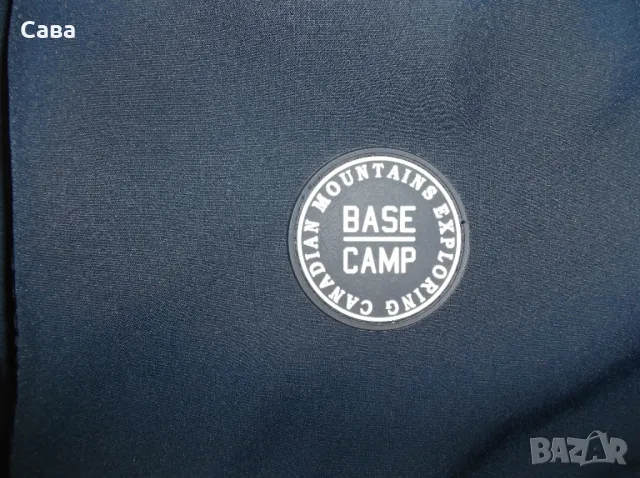 Сава
BASE
CAMP
EXPLORING CANADIAN MOUNTAINS
BAZAR